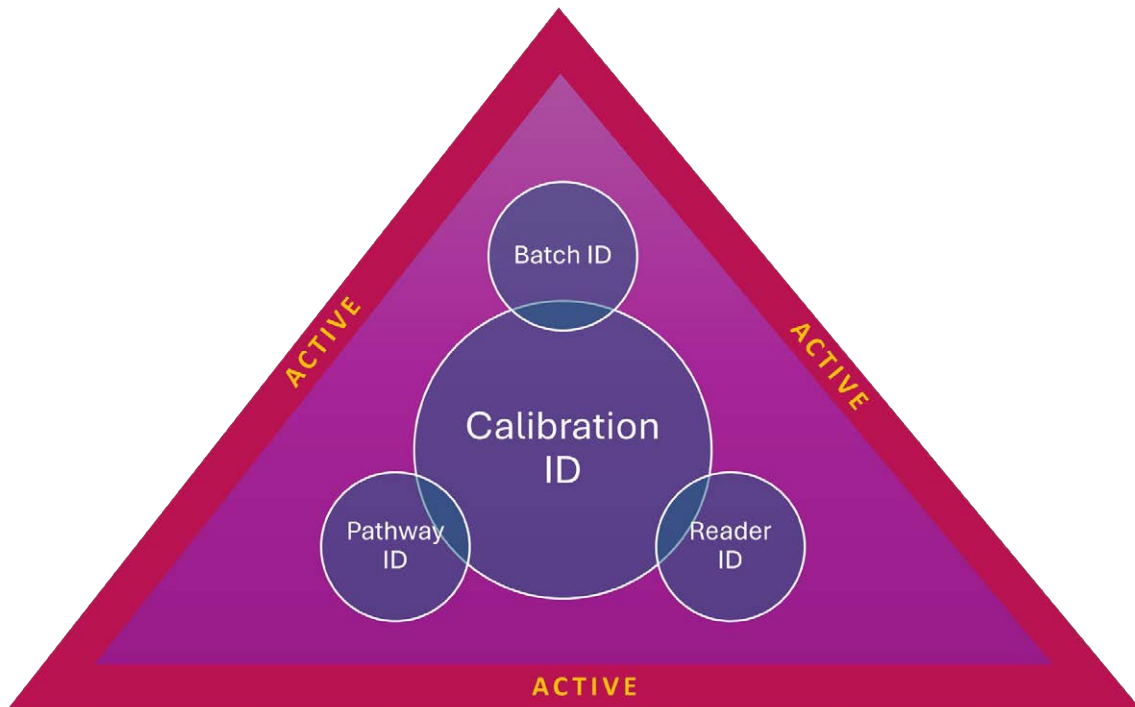 Batch ID
ACTIVE
ACTIVE
Calibration
ID
Pathway
ID
Reader
ID
ACTIVE